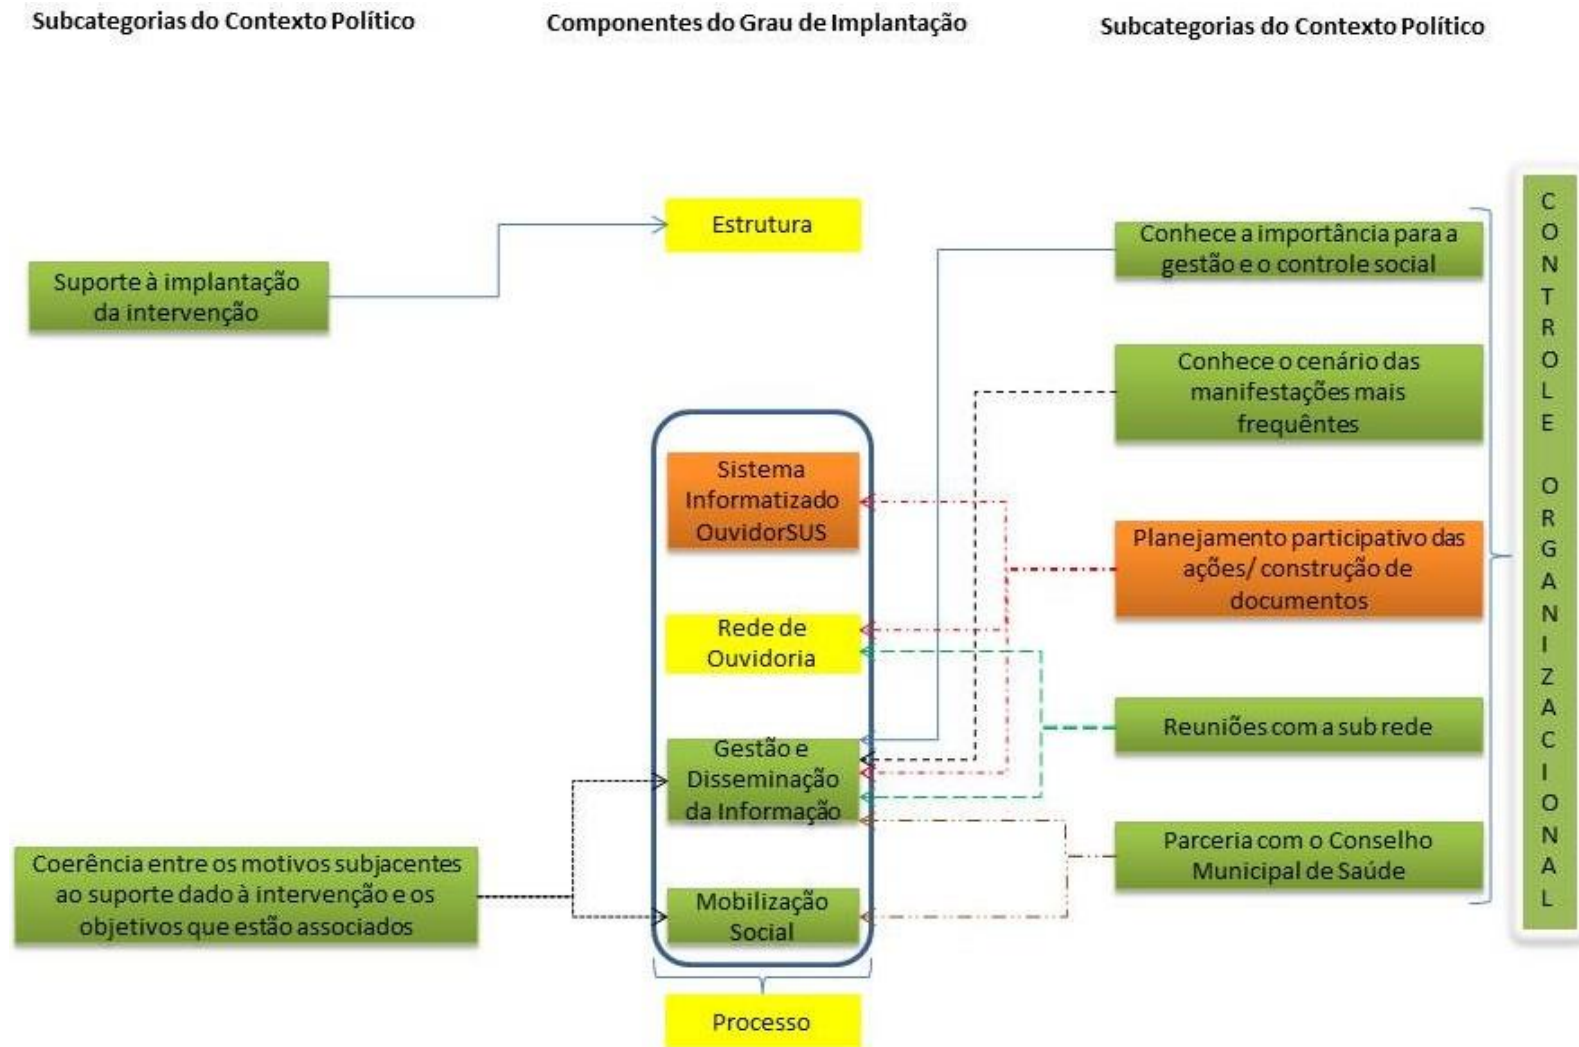 Subcategorias do Contexto Político
Componentes do Grau de Implantação
Subcategorias do Contexto Político
Suporte à implantação
da intervenção
Coerência entre os motivos subjacentes
ao suporte dado à intervenção e os
objetivos que estão associados
Estrutura
Sistema
Informatizado
OuvidorSUS
Rede de
Ouvidoria
Gestão e
Disseminação
da Informação
Mobilização
Social
Processo
Conhece a importância para a
gestão e o controle social
Conhece o cenário das
manifestações mais
frequêntes
Planejamento participativo das
ações/ construção de
documentos
Reuniões com a sub rede
Parceria com o Conselho
Municipal de Saúde
CONTROLE ORGANIZACIONAL